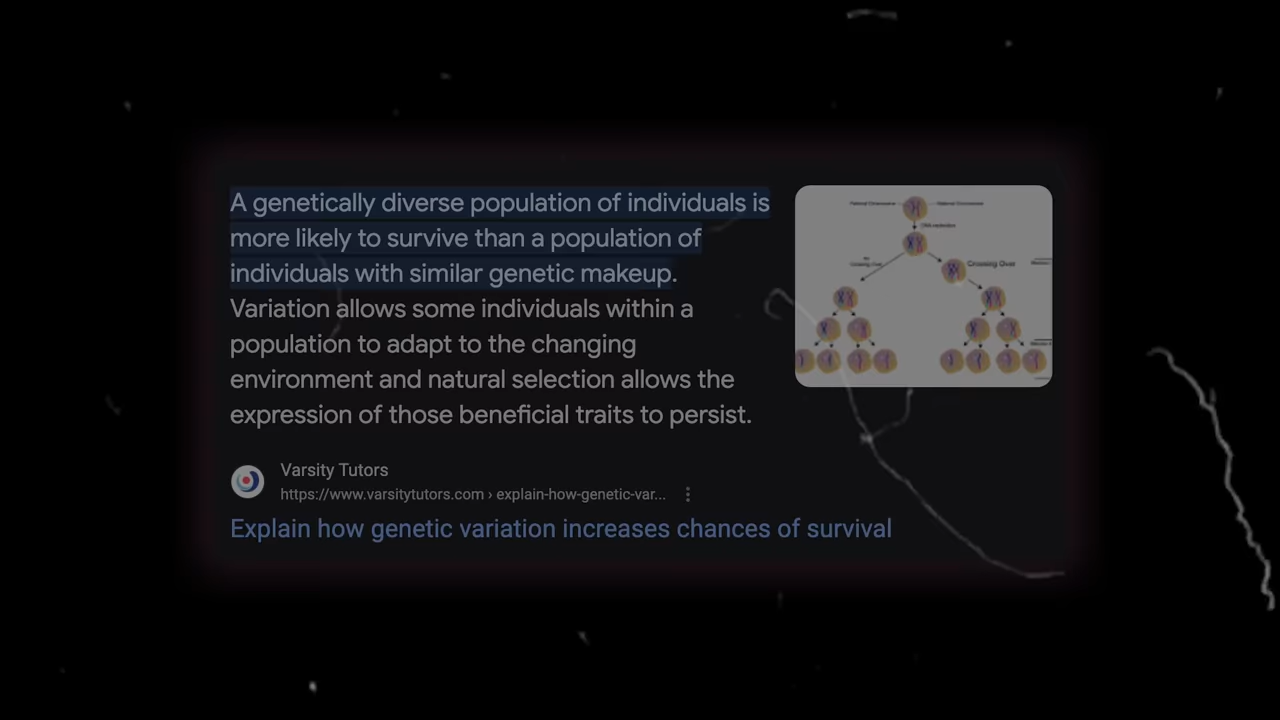 A genetically diverse population of individuals is
more likely to survive than a population of
individuals with similar genetic makeup.
Variation allows some individuals within a
population to adapt to the changing
environment and natural selection allows the
expression of those beneficial traits to persist.
Crossing Over
Varsity Tutors
https://www.varsitytutors.com › explain-how-genetic-var...
Explain how genetic variation increases chances of survival